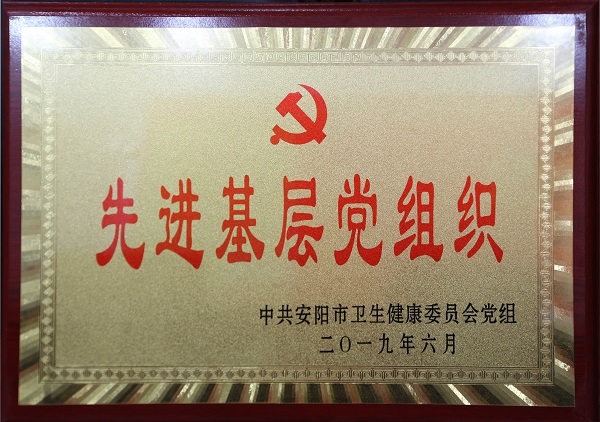 先进基层党组织
中共安阳市卫生健康委员会党组
二〇一九年六月